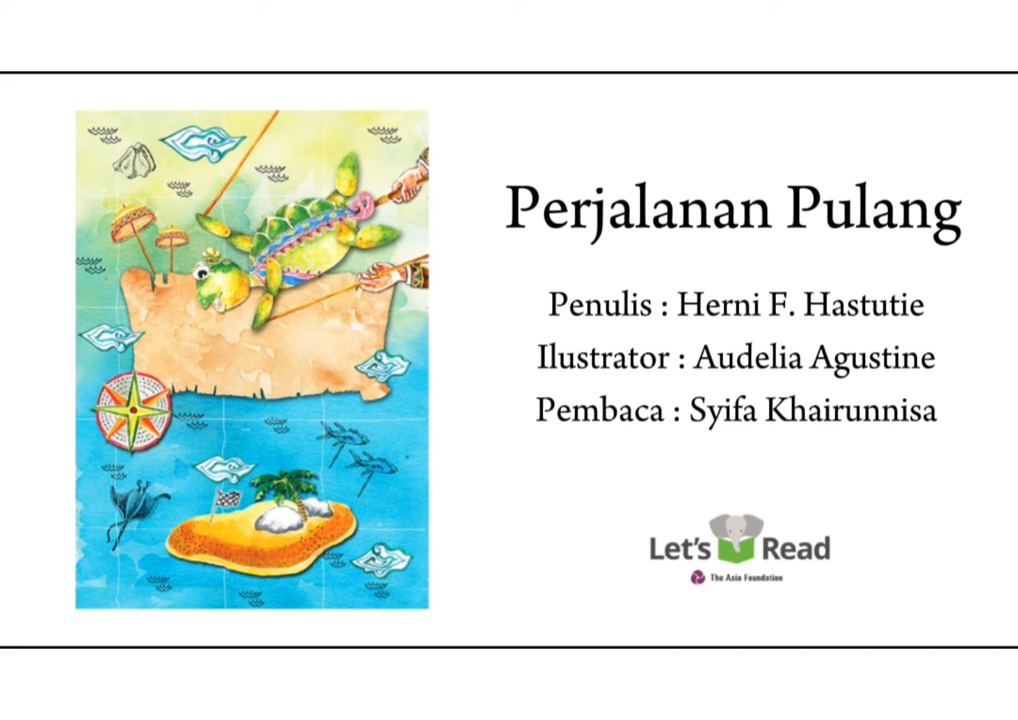 Perjalanan Pulang
Penulis : Herni F. Hastutie
Ilustrator : Audelia Agustine
Pembaca : Syifa Khairunnisa
Let's Read
The Asia Foundation